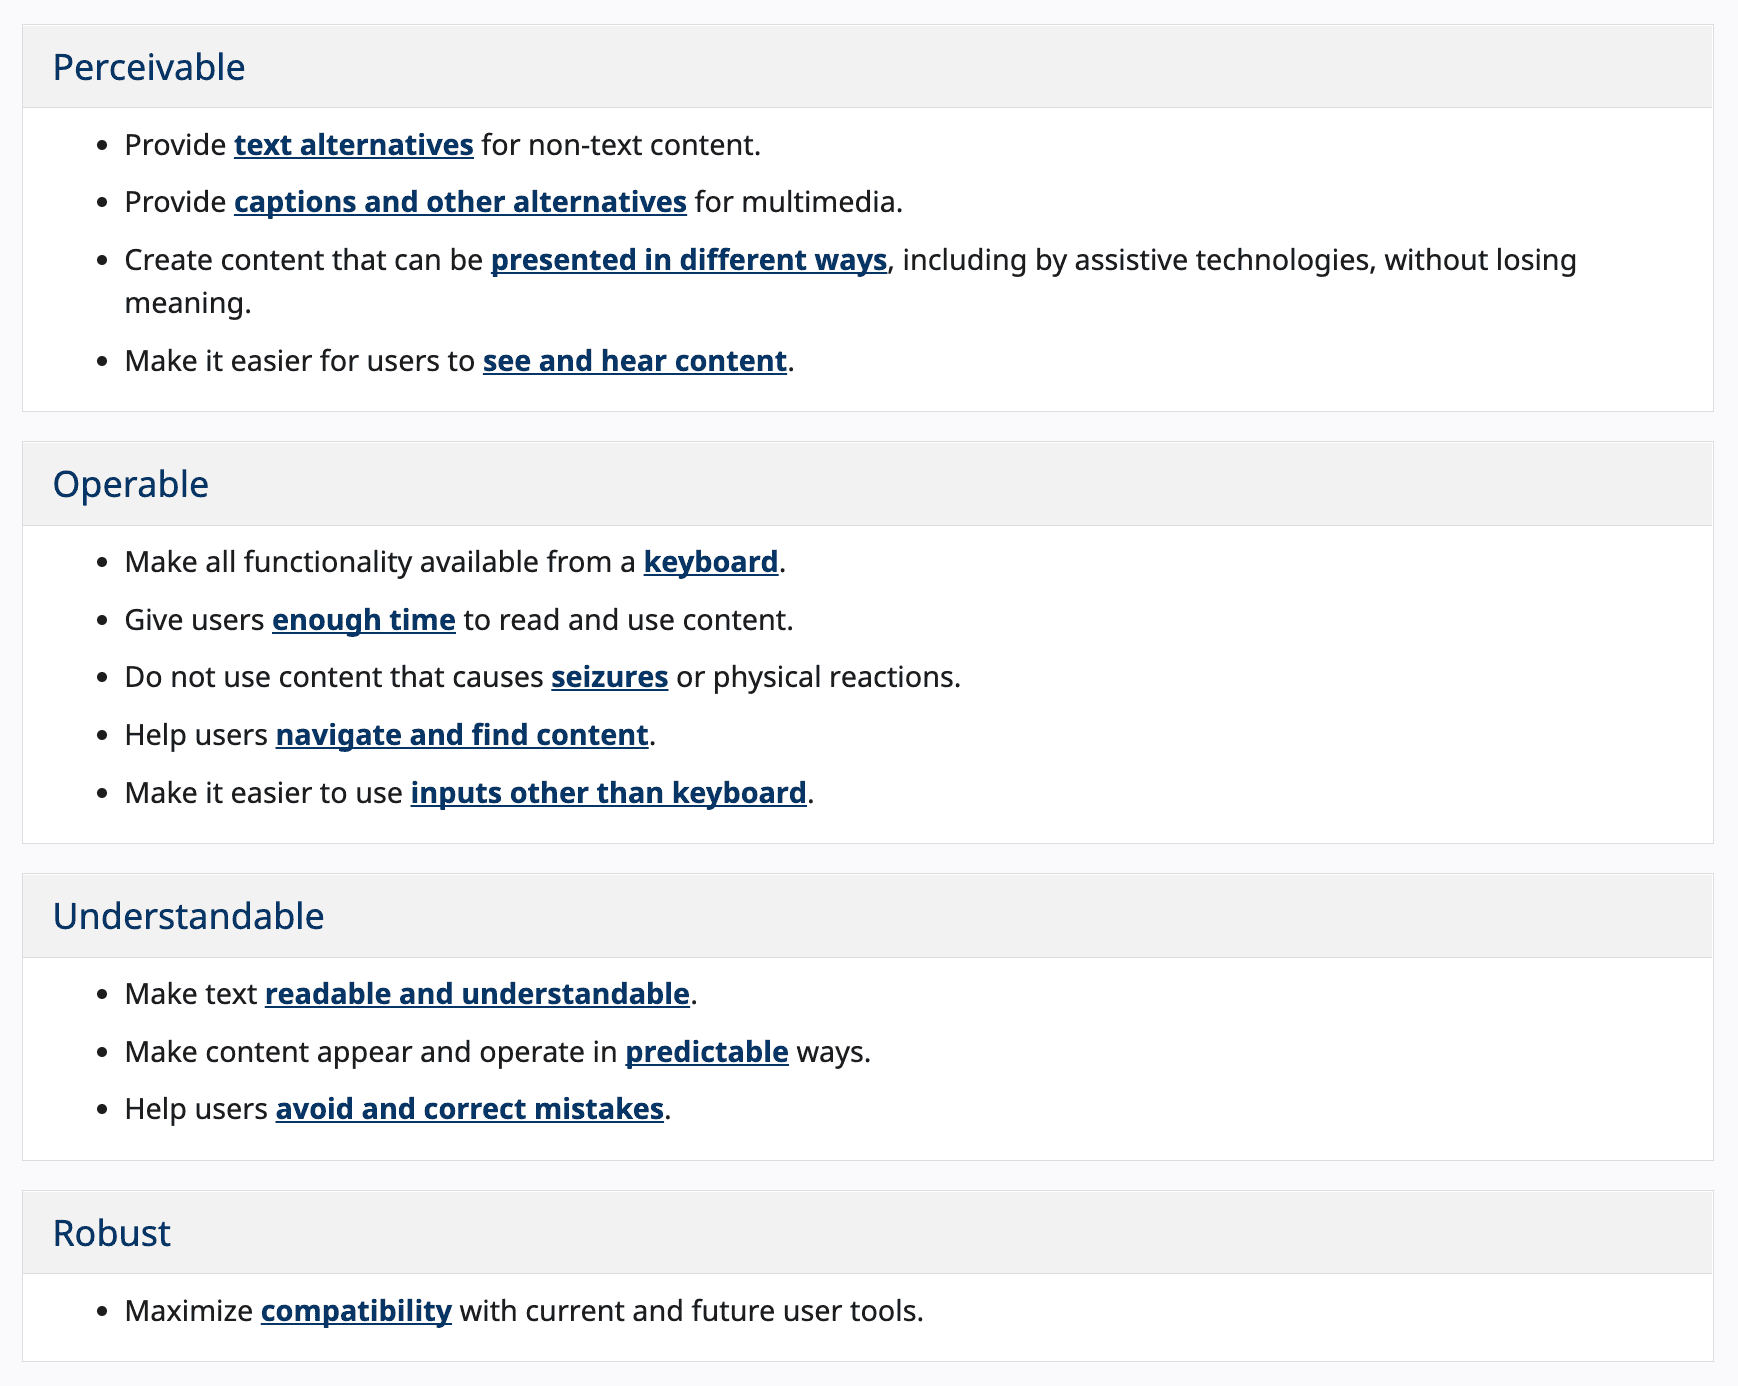 Perceivable
Provide text alternatives for non-text content.
Provide captions and other alternatives for multimedia.
Create content that can be presented in different ways, including by assistive technologies, without losing
meaning.
Make it easier for users to see and hear content.
Operable
Make all functionality available from a keyboard.
Give users enough time to read and use content.
Do not use content that causes seizures or physical reactions.
Help users navigate and find content.
Make it easier to use inputs other than keyboard.
Understandable
Make text readable and understandable.
Make content appear and operate in predictable ways.
Help users avoid and correct mistakes.
Robust
Maximize compatibility with current and future user tools.